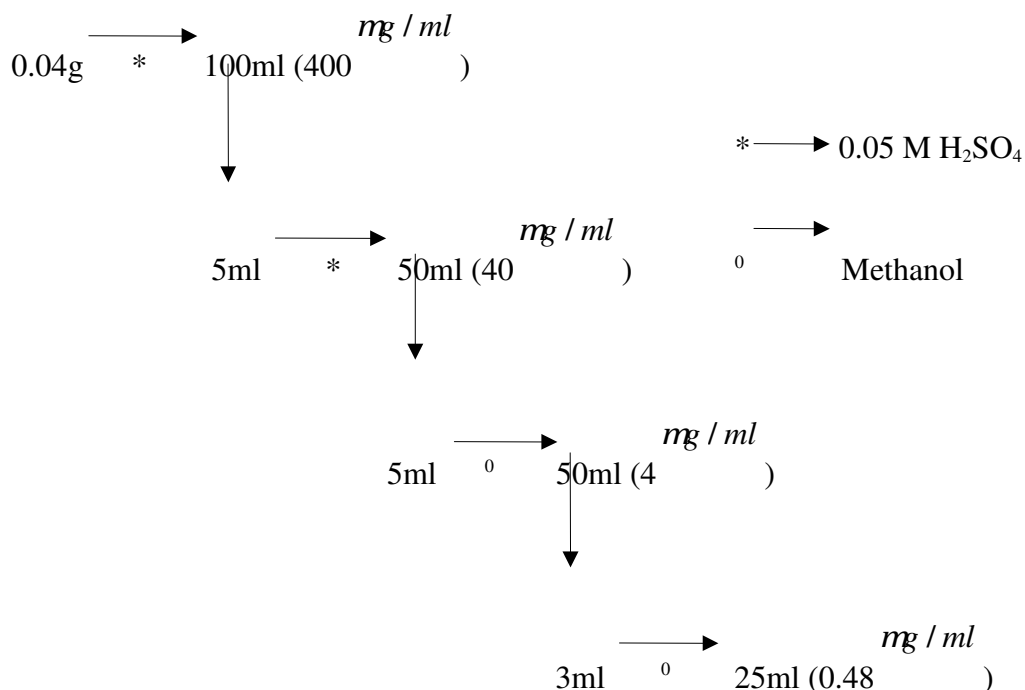 mg / ml
0.04g * 100ml (400 )
* 0.05 M H₂SO₄
mg / ml
5ml * 50ml (40 ) 0 Methanol
mg / ml
5ml 0 50ml (4 )
mg / ml
3ml 0 25ml (0.48 )